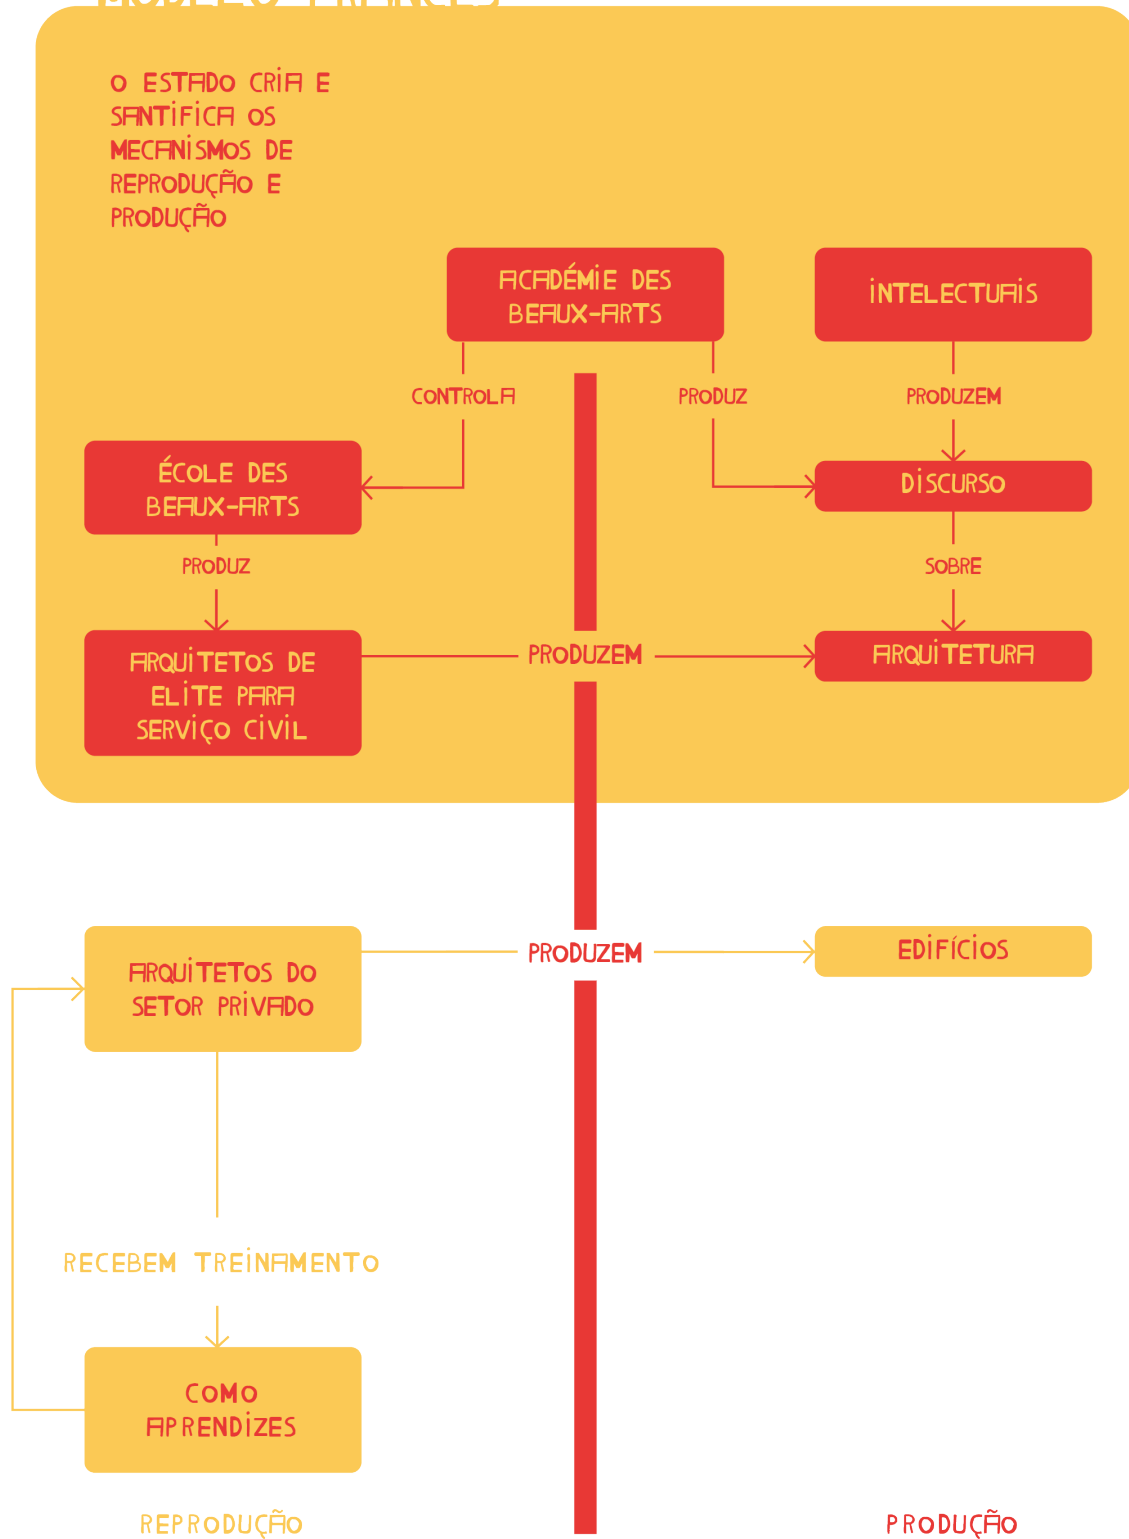 MODELO FRANCÊS
O ESTADO CRIA E
SANTIFICA OS
MECANISMOS DE
REPRODUÇÃO E
PRODUÇÃO
ACADÉMIE DES
BEAUX-ARTS
INTELECTUAIS
CONTROLA
PRODUZ
PRODUZEM
ÉCOLE DES
BEAUX-ARTS
DISCURSO
PRODUZ
SOBRE
ARQUITETOS DE
ELITE PARA
SERVIÇO CIVIL
PRODUZEM
ARQUITETURA
ARQUITETOS DO
SETOR PRIVADO
PRODUZEM
EDIFÍCIOS
RECEBEM TREINAMENTO
COMO
APRENDIZES
REPRODUÇÃO
PRODUÇÃO